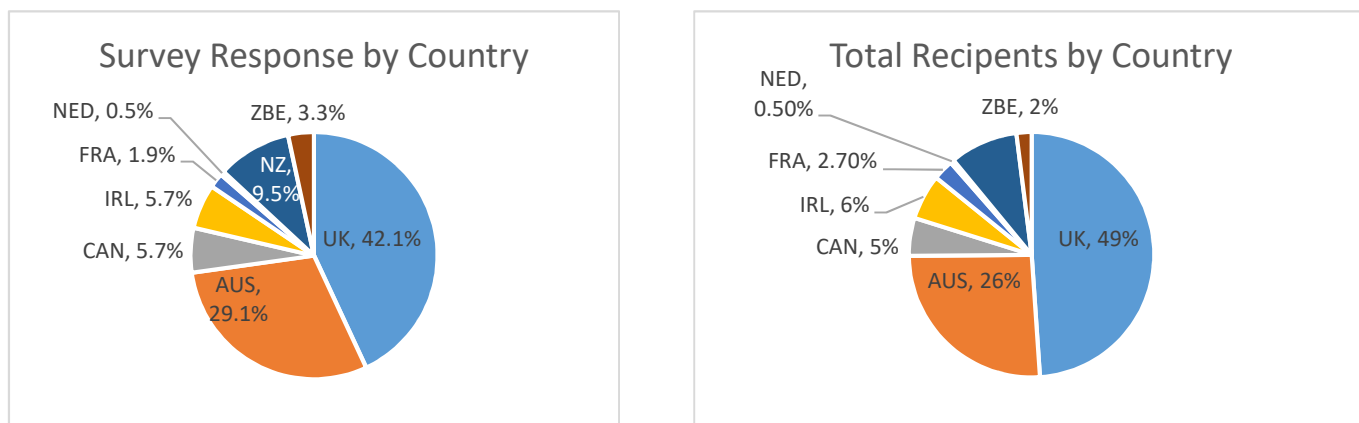 Survey Response by Country
NED, 0.5%
ZBE, 3.3%
FRA, 1.9%
NZ,
9.5%
IRL, 5.7%
CAN, 5.7%
UK, 42.1%
AUS,
29.1%
Total Recipents by Country
NED,
0.50%
ZBE, 2%
FRA, 2.70%
IRL, 6%
CAN, 5%
UK, 49%
AUS, 26%